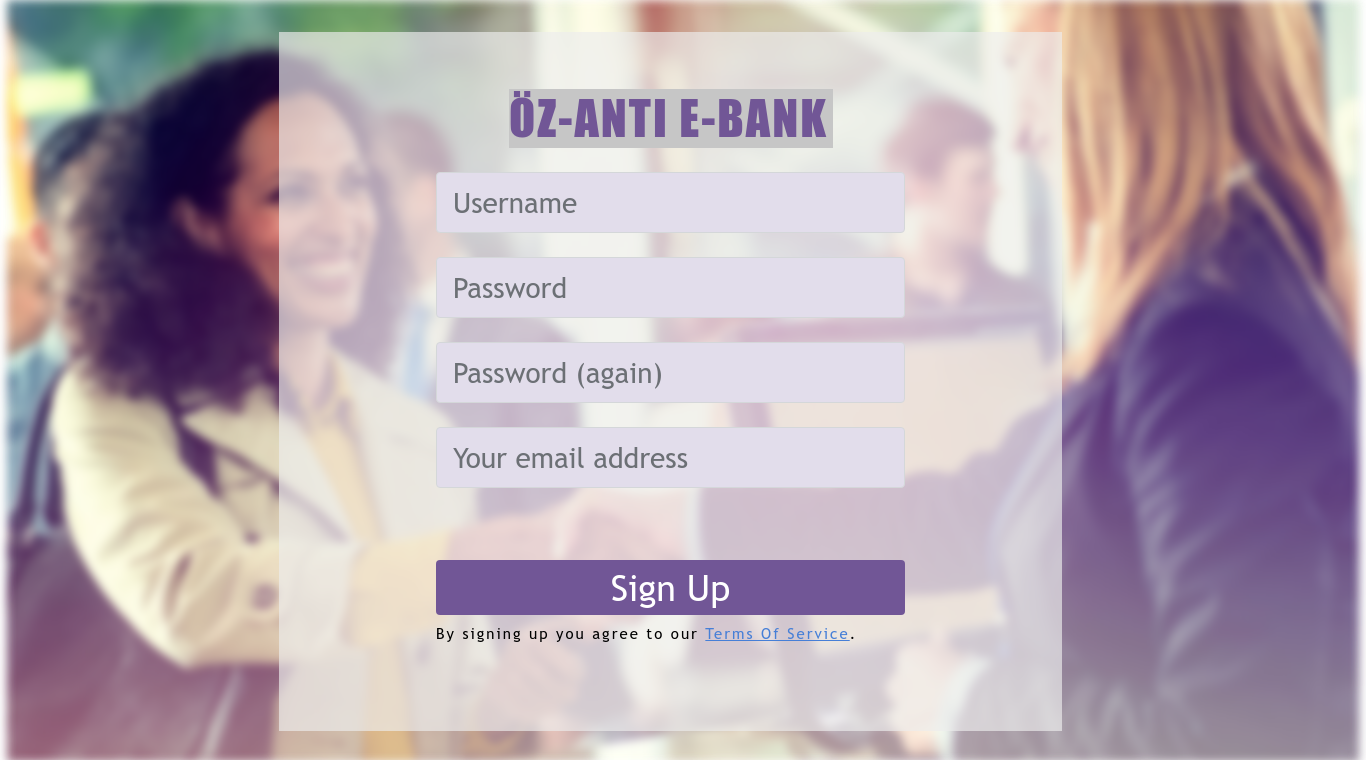 ÖZ-ANTI E-BANK
Username
Password
Password (again)
Your email address
Sign Up
By signing up you agree to our Terms Of Service.